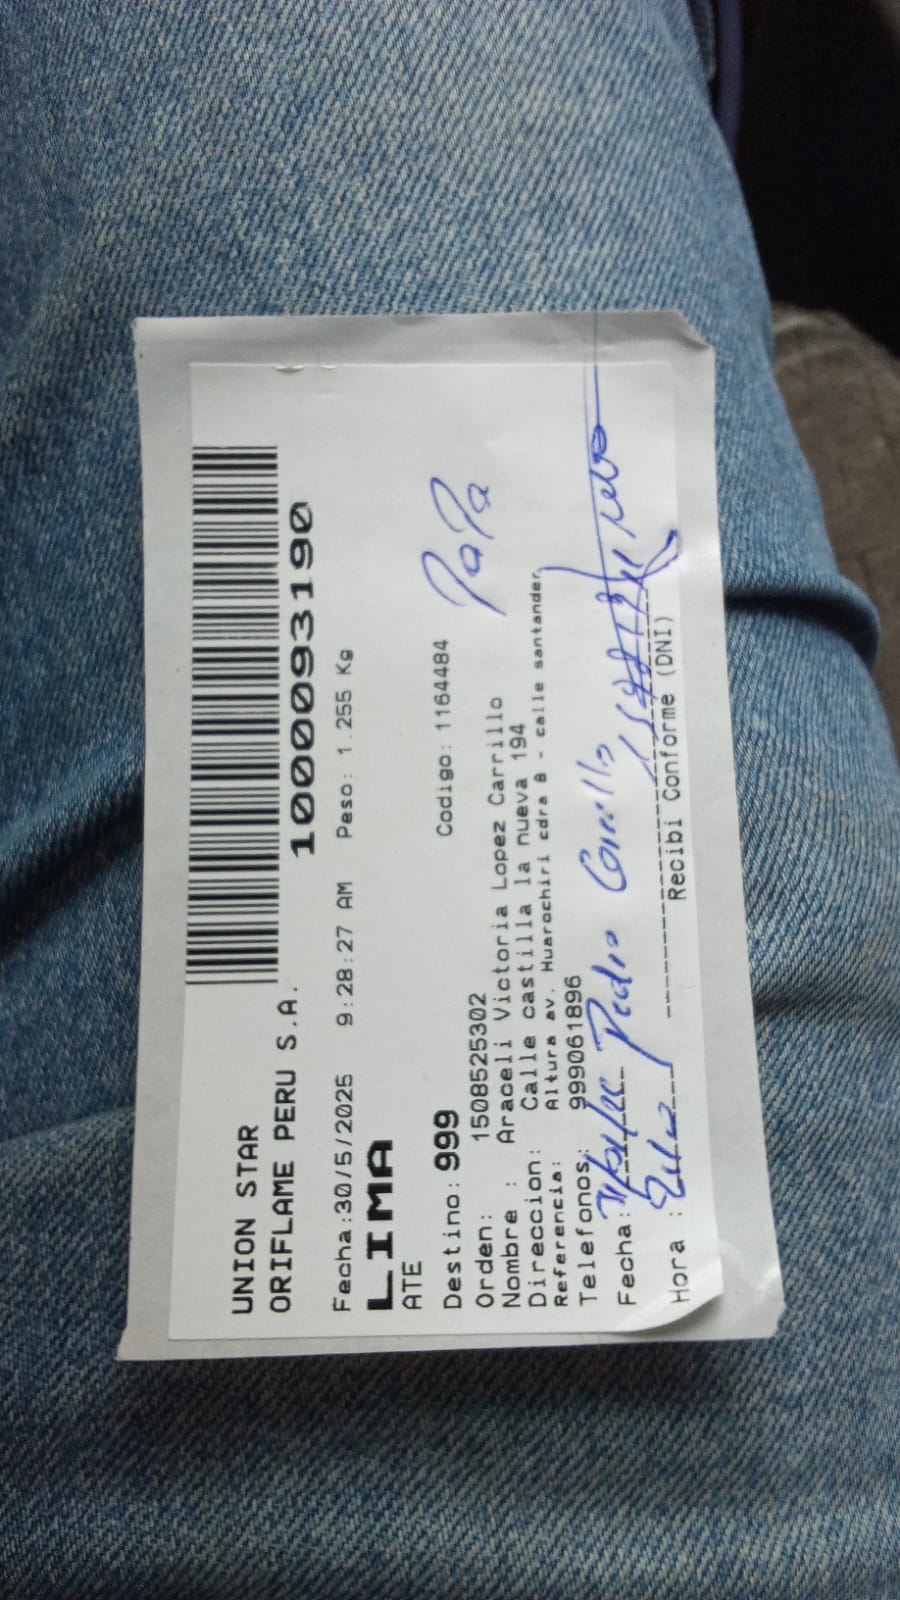 UNION STAR
ORIFLAME PERU S.A.
1000093190
Fecha:30/5/2025 9:28:27 AM Peso: 1.255 Kg
LIMA
ATE
Destino: 999 Codigo: 1164484
Papa
Orden: 1508525302
Nombre : Araceli Victoria Lopez Carrillo
Direccion: Calle castilla la nueva 194
Referencia: Altura av. Huarochiri cdra 8 - calle santander
Telefonos: 999061896
Fecha: Pedro
Hora :
Recibi Conforme (DNI)